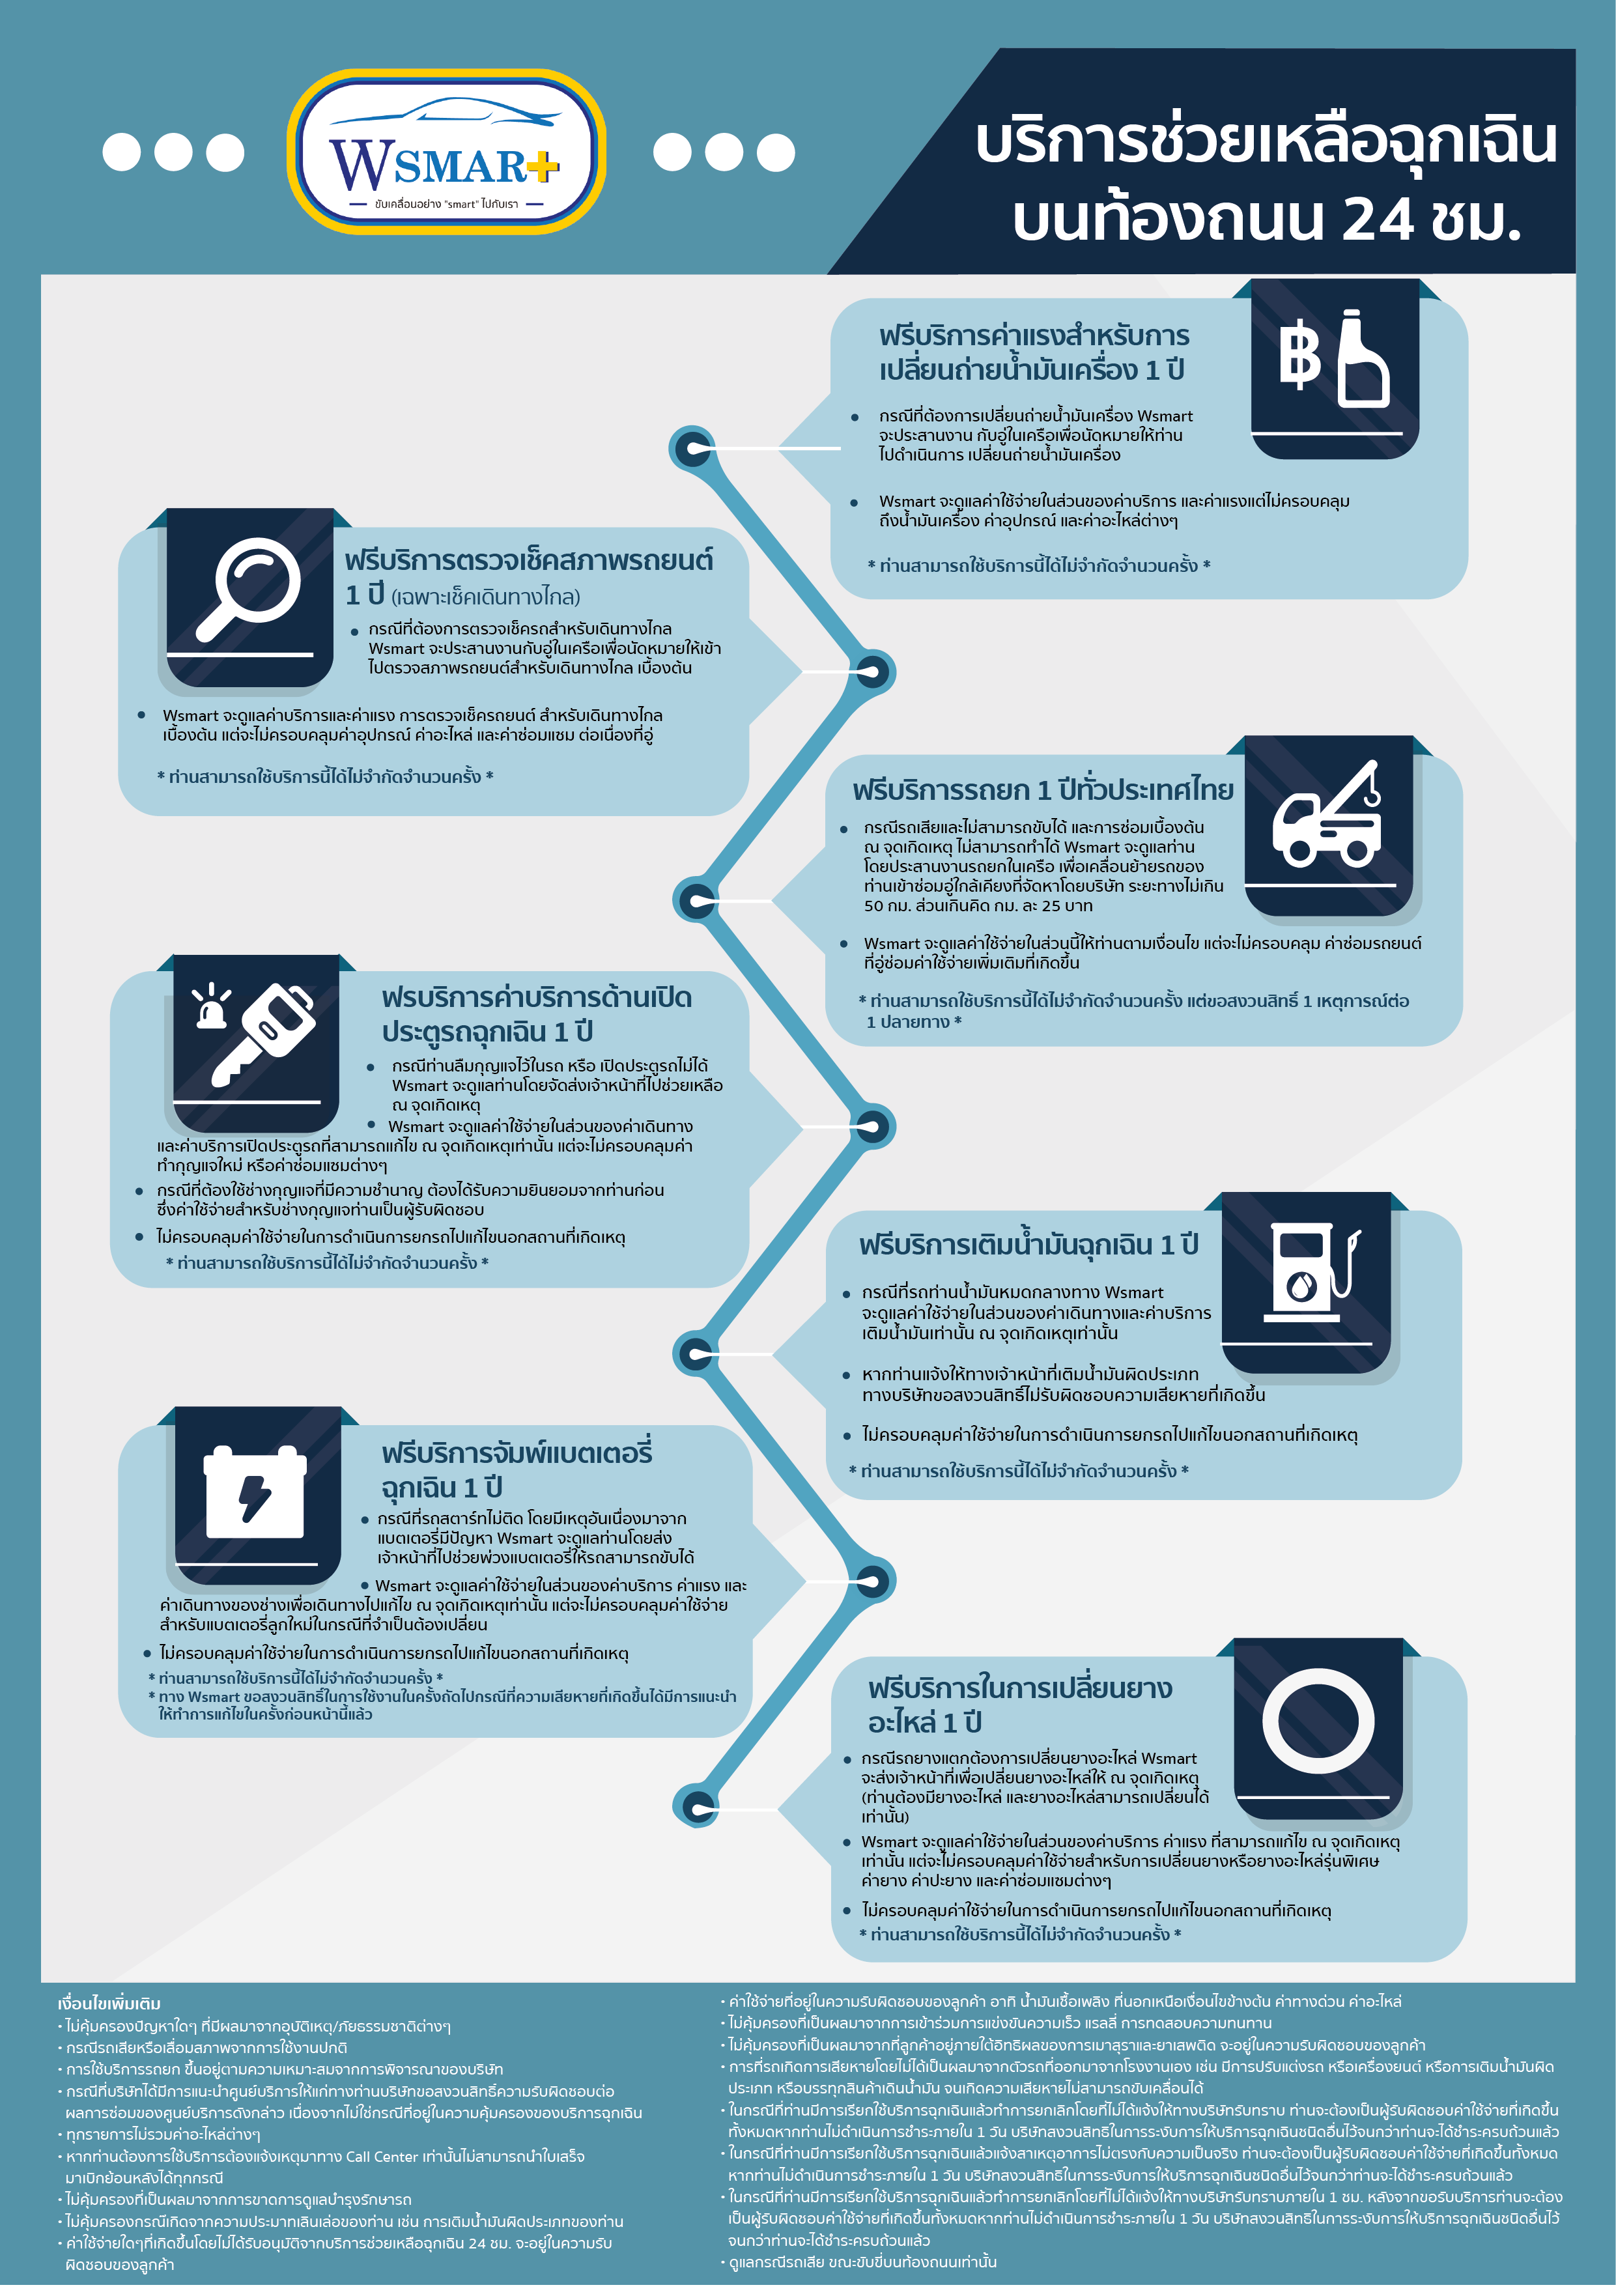 WSMAR+
ขับเคลื่อนอย่าง "smart" ไปกับเรา
บริการช่วยเหลือฉุกเฉิน
บนท้องถนน 24 ชม.
ฟรีบริการค่าแรงสำหรับการ
เปลี่ยนถ่ายน้ำมันเครื่อง 1 ปี
กรณีที่ต้องการเปลี่ยนถ่ายน้ำมันเครื่อง Wsmart
จะประสานงาน กับอู่ในเครือเพื่อนัดหมายให้ท่าน
ไปดำเนินการ เปลี่ยนถ่ายน้ำมันเครื่อง
Wsmart จะดูแลค่าใช้จ่ายในส่วนของค่าบริการ และค่าแรงแต่ไม่ครอบคลุม
ถึงน้ำมันเครื่อง ค่าอุปกรณ์ และค่าอะไหล่ต่างๆ
* ท่านสามารถใช้บริการนี้ได้ไม่จำกัดจำนวนครั้ง *
ฟรีบริการตรวจเช็คสภาพรถยนต์
1 ปี (เฉพาะเช็คเดินทางไกล)
กรณีที่ต้องการตรวจเช็ครถสำหรับเดินทางไกล
Wsmart จะประสานงานกับอู่ในเครือเพื่อนัดหมายให้เข้า
ไปตรวจสภาพรถยนต์สำหรับเดินทางไกล เบื้องต้น
Wsmart จะดูแลค่าบริการและค่าแรง การตรวจเช็ครถยนต์ สำหรับเดินทางไกล
เบื้องต้น แต่จะไม่ครอบคลุมค่าอุปกรณ์ ค่าอะไหล่ และค่าซ่อมแซม ต่อเนื่องที่อู่
* ท่านสามารถใช้บริการนี้ได้ไม่จำกัดจำนวนครั้ง *
ฟรีบริการรถยก 1 ปีทั่วประเทศไทย
กรณีรถเสียและไม่สามารถขับได้ และการซ่อมเบื้องต้น
ณ จุดเกิดเหตุ ไม่สามารถทำได้ Wsmart จะดูแลท่าน
โดยประสานงานรถยกในเครือ เพื่อเคลื่อนย้ายรถของ
ท่านเข้าซ่อมอู่ใกล้เคียงที่จัดหาโดยบริษัท ระยะทางไม่เกิน
50 กม. ส่วนเกินคิด กม. ละ 25 บาท
Wsmart จะดูแลค่าใช้จ่ายในส่วนนี้ให้ท่านตามเงื่อนไข แต่จะไม่ครอบคลุม ค่าซ่อมรถยนต์
ที่อู่ซ่อมค่าใช้จ่ายเพิ่มเติมที่เกิดขึ้น
* ท่านสามารถใช้บริการนี้ได้ไม่จำกัดจำนวนครั้ง แต่ขอสงวนสิทธิ์ 1 เหตุการณ์ต่อ
1 ปลายทาง *
ฟรบริการค่าบริการด้านเปิด
ประตูรถฉุกเฉิน 1 ปี
กรณีท่านลืมกุญแจไว้ในรถ หรือ เปิดประตูรถไม่ได้
Wsmart จะดูแลท่านโดยจัดส่งเจ้าหน้าที่ไปช่วยเหลือ
ณ จุดเกิดเหตุ
Wsmart จะดูแลค่าใช้จ่ายในส่วนของค่าเดินทาง
และค่าบริการเปิดประตูรถที่สามารถแก้ไข ณ จุดเกิดเหตุเท่านั้น แต่จะไม่ครอบคลุมค่า
ทำกุญแจใหม่ หรือค่าซ่อมแซมต่างๆ
กรณีที่ต้องใช้ช่างกุญแจที่มีความชำนาญ ต้องได้รับความยินยอมจากท่านก่อน
ซึ่งค่าใช้จ่ายสำหรับช่างกุญแจท่านเป็นผู้รับผิดชอบ
ไม่ครอบคลุมค่าใช้จ่ายในการดำเนินการยกรถไปแก้ไขนอกสถานที่เกิดเหตุ
* ท่านสามารถใช้บริการนี้ได้ไม่จำกัดจำนวนครั้ง *
ฟรีบริการเติมน้ำมันฉุกเฉิน 1 ปี
กรณีที่รถท่านน้ำมันหมดกลางทาง Wsmart
จะดูแลค่าใช้จ่ายในส่วนของค่าเดินทางและค่าบริการ
เติมน้ำมันเท่านั้น ณ จุดเกิดเหตุเท่านั้น
หากท่านแจ้งให้ทางเจ้าหน้าที่เติมน้ำมันผิดประเภท
ทางบริษัทขอสงวนสิทธิ์ไม่รับผิดชอบความเสียหายที่เกิดขึ้น
ไม่ครอบคลุมค่าใช้จ่ายในการดำเนินการยกรถไปแก้ไขนอกสถานที่เกิดเหตุ
* ท่านสามารถใช้บริการนี้ได้ไม่จำกัดจำนวนครั้ง *
ฟรีบริการจัมพ์แบตเตอรี่
ฉุกเฉิน 1 ปี
กรณีที่รถสตาร์ทไม่ติด โดยมีเหตุอันเนื่องมาจาก
แบตเตอรี่มีปัญหา Wsmart จะดูแลท่านโดยส่ง
เจ้าหน้าที่ไปช่วยพ่วงแบตเตอรี่ให้รถสามารถขับได้
Wsmart จะดูแลค่าใช้จ่ายในส่วนของค่าบริการ ค่าแรง และ
ค่าเดินทางของช่างเพื่อเดินทางไปแก้ไข ณ จุดเกิดเหตุเท่านั้น แต่จะไม่ครอบคลุมค่าใช้จ่าย
สำหรับแบตเตอรี่ลูกใหม่ในกรณีที่จำเป็นต้องเปลี่ยน
ไม่ครอบคลุมค่าใช้จ่ายในการดำเนินการยกรถไปแก้ไขนอกสถานที่เกิดเหตุ
* ท่านสามารถใช้บริการนี้ได้ไม่จำกัดจำนวนครั้ง *
* ทาง Wsmart ขอสงวนสิทธิ์ในการใช้งานในครั้งถัดไปกรณีที่ความเสียหายที่เกิดขึ้นได้มีการแนะนำ
ให้ทำการแก้ไขในครั้งก่อนหน้านี้แล้ว
ฟรีบริการในการเปลี่ยนยาง
อะไหล่ 1 ปี
กรณีรถยางแตกต้องการเปลี่ยนยางอะไหล่ Wsmart
จะส่งเจ้าหน้าที่เพื่อเปลี่ยนยางอะไหล่ให้ ณ จุดเกิดเหตุ
(ท่านต้องมียางอะไหล่ และยางอะไหล่สามารถเปลี่ยนได้
เท่านั้น)
Wsmart จะดูแลค่าใช้จ่ายในส่วนของค่าบริการ ค่าแรง ที่สามารถแก้ไข ณ จุดเกิดเหตุ
เท่านั้น แต่จะไม่ครอบคลุมค่าใช้จ่ายสำหรับการเปลี่ยนยางหรือยางอะไหล่รุ่นพิเศษ
ค่ายาง ค่าปะยาง และค่าซ่อมแซมต่างๆ
ไม่ครอบคลุมค่าใช้จ่ายในการดำเนินการยกรถไปแก้ไขนอกสถานที่เกิดเหตุ
* ท่านสามารถใช้บริการนี้ได้ไม่จำกัดจำนวนครั้ง *
เงื่อนไขเพิ่มเติม
• ไม่คุ้มครองปัญหาใดๆ ที่มีผลมาจากอุบัติเหตุ/ภัยธรรมชาติต่างๆ
• กรณีรถเสียหรือเสื่อมสภาพจากการใช้งานปกติ
• การใช้บริการรถยก ขึ้นอยู่ตามความเหมาะสมจากการพิจารณาของบริษัท
• กรณีที่บริษัทได้มีการแนะนำศูนย์บริการให้แก่ทางท่านบริษัทขอสงวนสิทธิ์ความรับผิดชอบต่อ
ผลการซ่อมของศูนย์บริการดังกล่าว เนื่องจากไม่ใช่กรณีที่อยู่ในความคุ้มครองของบริการฉุกเฉิน
• ทุกรายการไม่รวมค่าอะไหล่ต่างๆ
• หากท่านต้องการใช้บริการต้องแจ้งเหตุมาทาง Call Center เท่านั้นไม่สามารถนำใบเสร็จ
มาเบิกย้อนหลังได้ทุกกรณี
• ไม่คุ้มครองที่เป็นผลมาจากการขาดการดูแลบำรุงรักษารถ
• ไม่คุ้มครองกรณีเกิดจากความประมาทเลินเล่อของท่าน เช่น การเติมน้ำมันผิดประเภทของท่าน
• ค่าใช้จ่ายใดๆที่เกิดขึ้นโดยไม่ได้รับอนุมัติจากบริการช่วยเหลือฉุกเฉิน 24 ชม. จะอยู่ในความรับ
ผิดชอบของลูกค้า
• ค่าใช้จ่ายที่อยู่ในความรับผิดชอบของลูกค้า อาทิ น้ำมันเชื้อเพลิง ที่นอกเหนือเงื่อนไขข้างต้น ค่าทางด่วน ค่าอะไหล่
• ไม่คุ้มครองที่เป็นผลมาจากการเข้าร่วมการแข่งขันความเร็ว แรลลี่ การทดสอบความทนทาน
• ไม่คุ้มครองที่เป็นผลมาจากที่ลูกค้าอยู่ภายใต้อิทธิผลของการเมาสุราและยาเสพติด จะอยู่ในความรับผิดชอบของลูกค้า
• การที่รถเกิดการเสียหายโดยไม่ได้เป็นผลมาจากตัวรถที่ออกมาจากโรงงานเอง เช่น มีการปรับแต่งรถ หรือเครื่องยนต์ หรือการเติมน้ำมันผิด
ประเภท หรือบรรทุกสินค้าเดินน้ำมัน จนเกิดความเสียหายไม่สามารถขับเคลื่อนได้
• ในกรณีที่ท่านมีการเรียกใช้บริการฉุกเฉินแล้วทำการยกเลิกโดยที่ไม่ได้แจ้งให้ทางบริษัทรับทราบ ท่านจะต้องเป็นผู้รับผิดชอบค่าใช้จ่ายที่เกิดขึ้น
ทั้งหมดหากท่านไม่ดำเนินการชำระภายใน 1 วัน บริษัทสงวนสิทธิในการระงับการให้บริการฉุกเฉินชนิดอื่นไว้จนกว่าท่านจะได้ชำระครบถ้วนแล้ว
• ในกรณีที่ท่านมีการเรียกใช้บริการฉุกเฉินแล้วแจ้งสาเหตุอาการไม่ตรงกับความเป็นจริง ท่านจะต้องเป็นผู้รับผิดชอบค่าใช้จ่ายที่เกิดขึ้นทั้งหมด
หากท่านไม่ดำเนินการชำระภายใน 1 วัน บริษัทสงวนสิทธิในการระงับการให้บริการฉุกเฉินชนิดอื่นไว้จนกว่าท่านจะได้ชำระครบถ้วนแล้ว
• ในกรณีที่ท่านมีการเรียกใช้บริการฉุกเฉินแล้วทำการยกเลิกโดยที่ไม่ได้แจ้งให้ทางบริษัทรับทราบภายใน 1 ชม. หลังจากขอรับบริการท่านจะต้อง
เป็นผู้รับผิดชอบค่าใช้จ่ายที่เกิดขึ้นทั้งหมดหากท่านไม่ดำเนินการชำระภายใน 1 วัน บริษัทสงวนสิทธิในการระงับการให้บริการฉุกเฉินชนิดอื่นไว้
จนกว่าท่านจะได้ชำระครบถ้วนแล้ว
• ดูแลกรณีรถเสีย ขณะขับขี่บนท้องถนนเท่านั้น